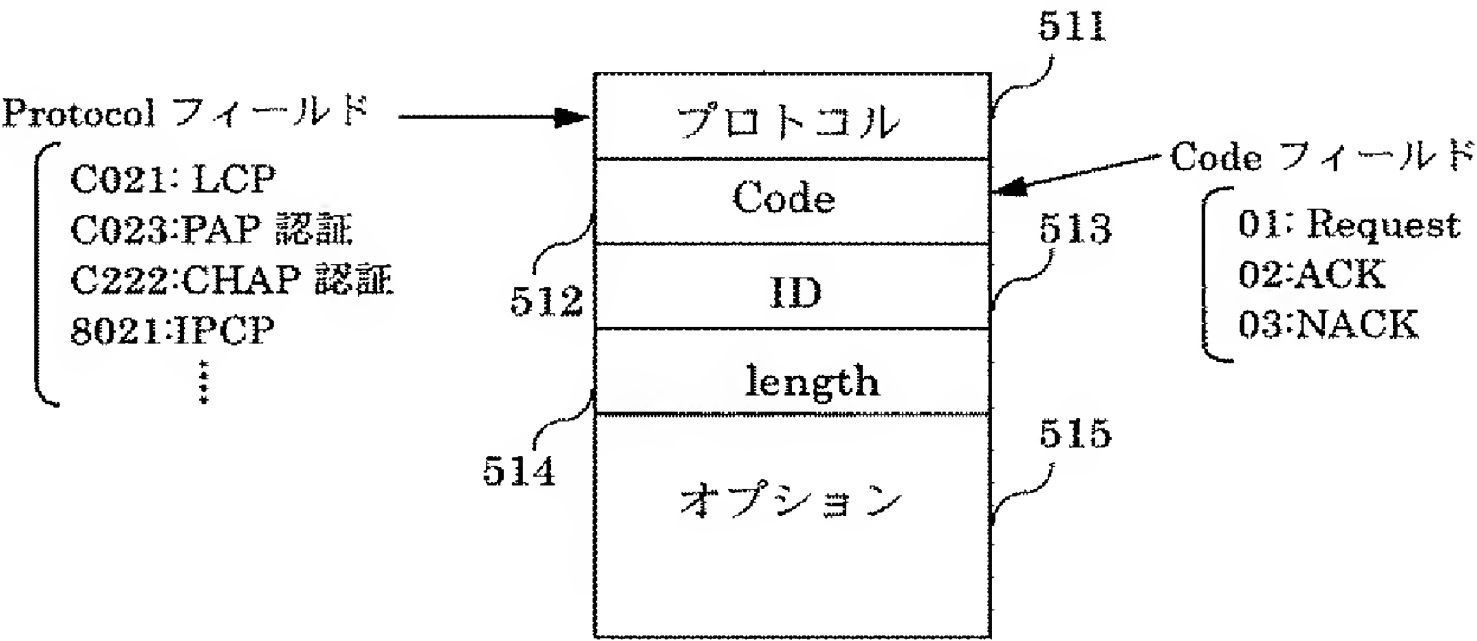 511
Protocol フィールド
プロトコル
C021: LCP
C023:PAP 認証
C222:CHAP 認証
8021:IPCP
Code フィールド
01: Request
02:ACK
03:NACK
Code
512
513
ID
length
514
515
オプション